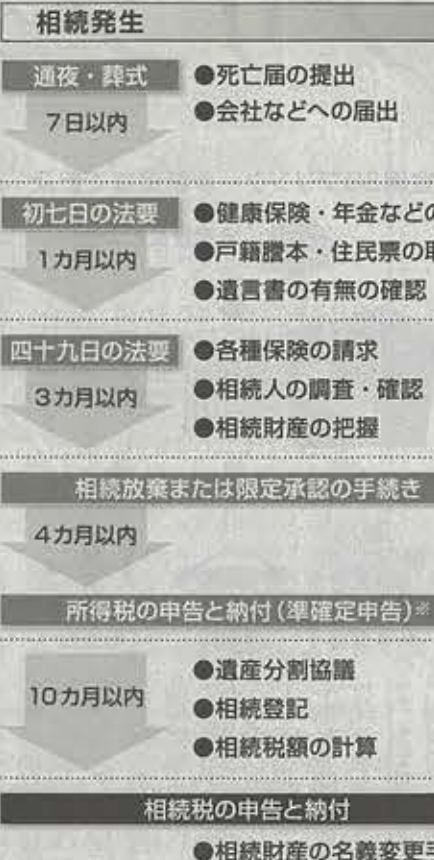 相続発生
通夜・葬式
●死亡届の提出
●会社などへの届出
7日以内
初七日の法要
●健康保険・年金などの
●戸籍謄本・住民票の取
●遺言書の有無の確認
1カ月以内
四十九日の法要
●各種保険の請求
●相続人の調査・確認
●相続財産の把握
3カ月以内
相続放棄または限定承認の手続き
4カ月以内
所得税の申告と納付（準確定申告）※
●遺産分割協議
●相続登記
●相続税額の計算
10カ月以内
相続税の申告と納付
●相続財産の名義変更手